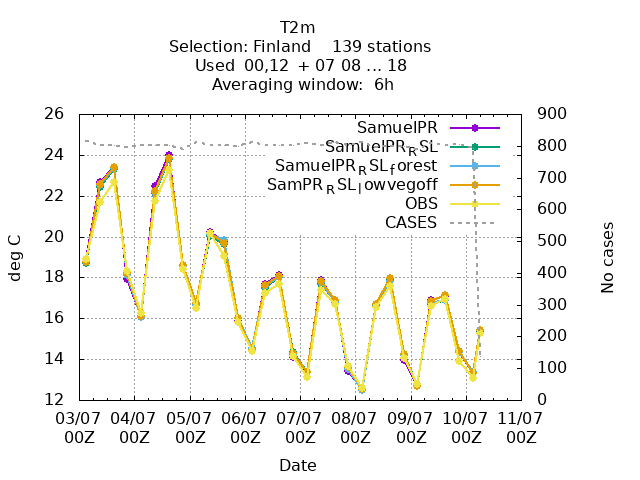 T2m
Selection: Finland    139 stations
Used  00,12  + 07 08 ... 18
Averaging window:  6h
26
24
22
20
18
16
14
12
deg C
900
800
700
600
500
400
300
200
100
0
No cases
SamuelPR
SamuelPR_RSL
SamuelPR_RSL_forest
SamPR_RSL_lowvegoff
OBS
CASES
03/07 04/07 05/07 06/07 07/07 08/07 09/07 10/07 11/07
00Z 00Z 00Z 00Z 00Z 00Z 00Z 00Z 00Z
Date